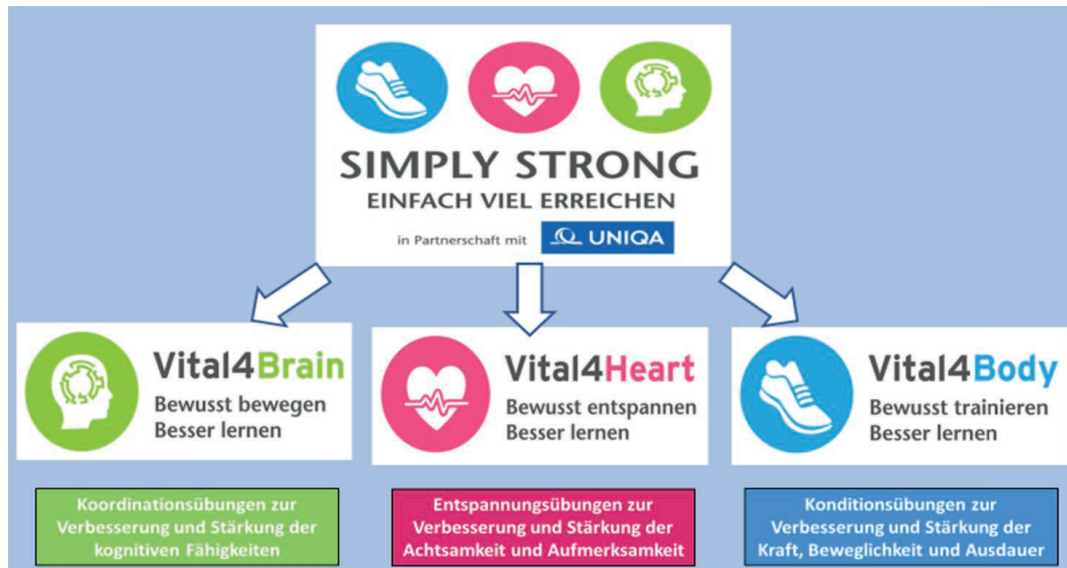 SIMPLY STRONG
EINFACH VIEL ERREICHEN
in Partnerschaft mit UNIQA
Vital4Brain
Bewusst bewegen
Besser lernen
Vital4Heart
Bewusst entspannen
Besser lernen
Vital4Body
Bewusst trainieren
Besser lernen
Koordinationsübungen zur
Verbesserung und Stärkung der
kognitiven Fähigkeiten
Entspannungsübungen zur
Verbesserung und Stärkung der
Achtsamkeit und Aufmerksamkeit
Konditionsübungen zur
Verbesserung und Stärkung der
Kraft, Beweglichkeit und Ausdauer